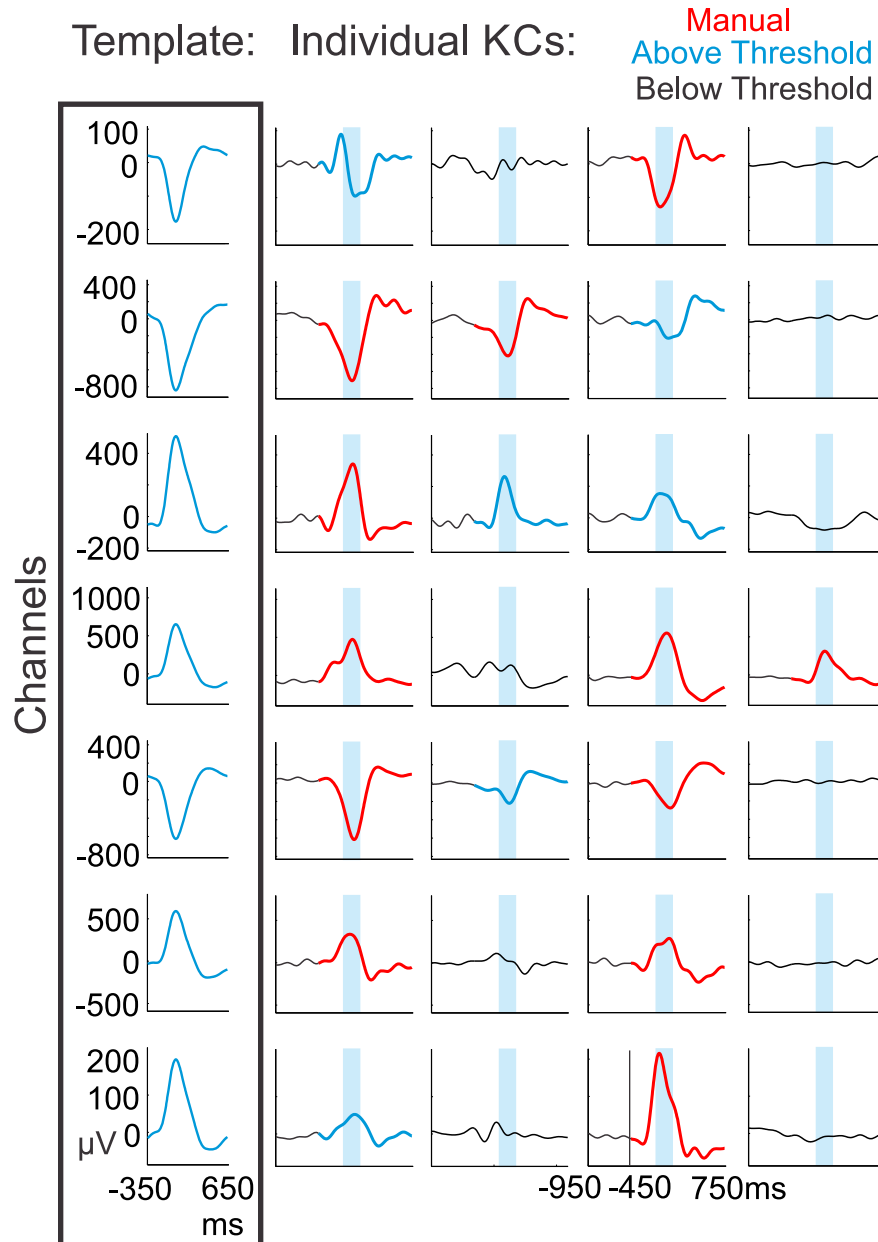 Template:
Individual KCs:
Manual
Above Threshold
Below Threshold
Channels
100
0
-200
400
0
-800
400
0
-200
1000
500
0
400
0
-800
500
0
-500
200
100
0
µV
-350 650
ms
-950 -450 750ms